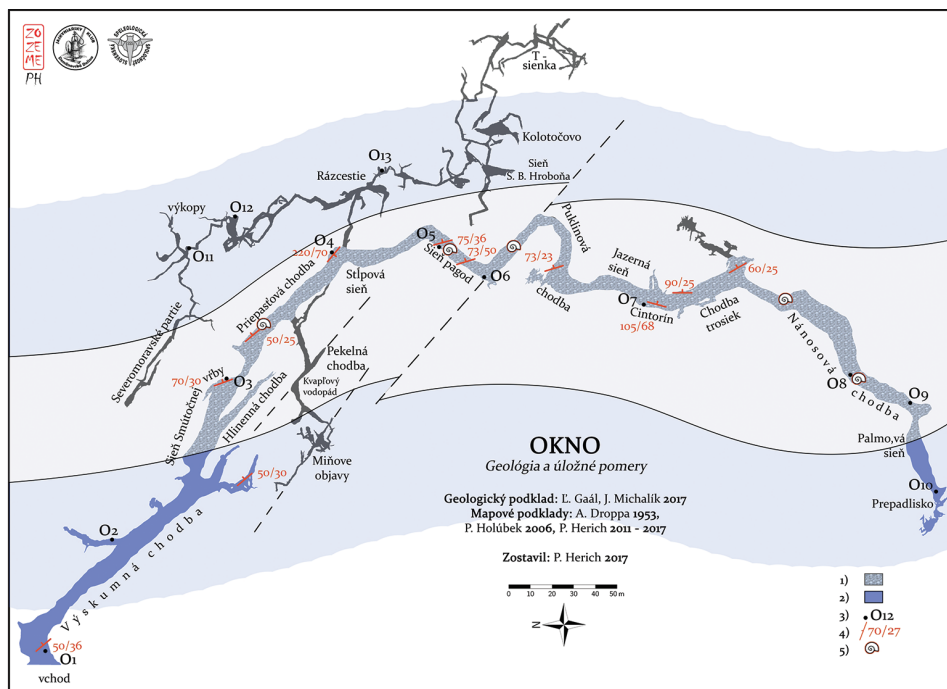 ZO
ZE
ME
PH
JASKYNIARSKY KLUB
SPELEOLOGICKÁ
SLOVENSKÁ
SPOLOČNOSŤ
T -
sienka
Kolotočovo
O13
Rázcestie
Sieň
S. B. Hroboňa
výkopy
O12
O11
O4
220/70
O5
75/36
73/50
Sieň pagod
O6
73/23
Puklinová
chodba
Stĺpová
sieň
Priepasťová chodba
50/25
Jazerná
sieň
90/25
60/25
O7
Cintorín
105/68
Chodba
trosiek
Severomoravské partie
70/30
O3
Sieň Smútočnej vŕby
Hlinenná chodba
Pekelná
chodba
Kvapľový
vodopád
Miňove
objavy
Nánosová chodba
O8
O9
Palmo,vá
sieň
O10
Prepadlisko
50/30
O2
Výskumná chodba
50/36
O1
vchod
OKNO
Geológia a úložné pomery
Geologický podklad: Ľ. Gaál, J. Michalík 2017
Mapové podklady: A. Droppa 1953,
P. Holúbek 2006, P. Herich 2011 - 2017
Zostavil: P. Herich 2017
0 10 20 30 40 50 m
N
1)
2)
3) O12
4) 70/27
5)